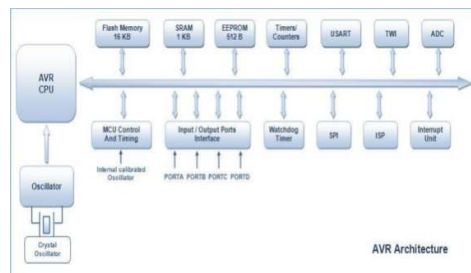 Flash Memory
16 KB
SRAM
1 KB
EEPROM
512 B
Timers/
Counters
USART
TWI
ADC
AVR
CPU
MCU Control
And Timing
Input / Output Ports
Interface
Watchdog
Timer
SPI
ISP
Interrupt
Unit
Internal calibrated
Oscillator
PORTA
PORTB
PORTC
PORTD
Oscillator
Crystal
Oscillator
AVR Architecture